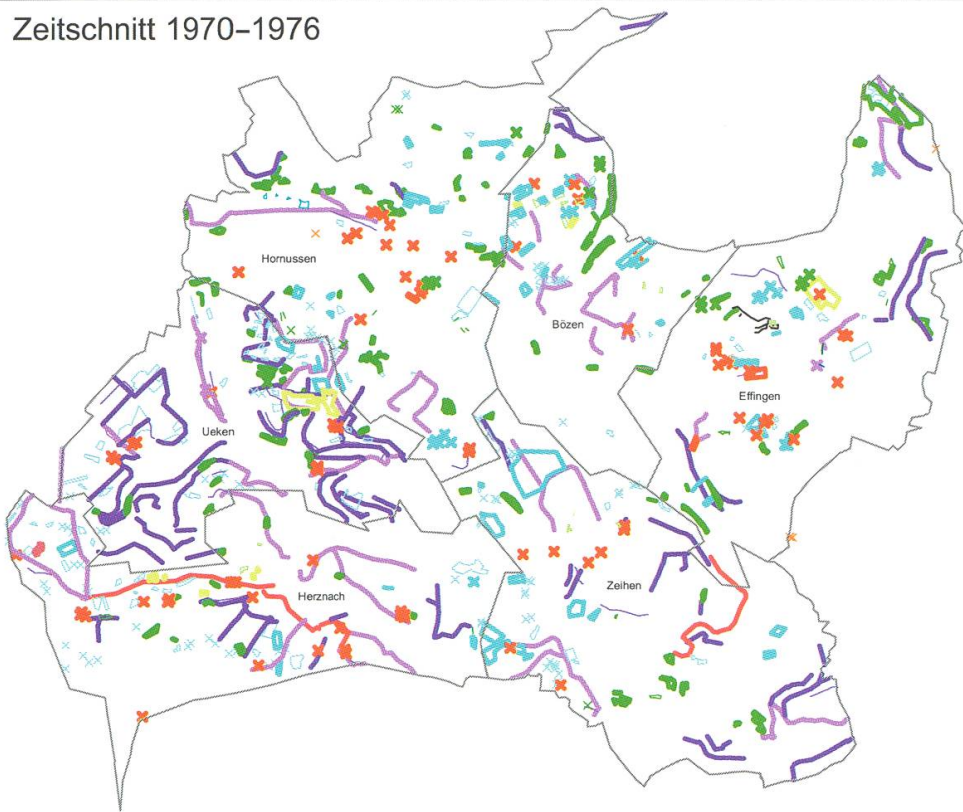 Zeitschnitt 1970–1976
Hornussen
Bözen
Effingen
Ueken
Zeihen
Herznach